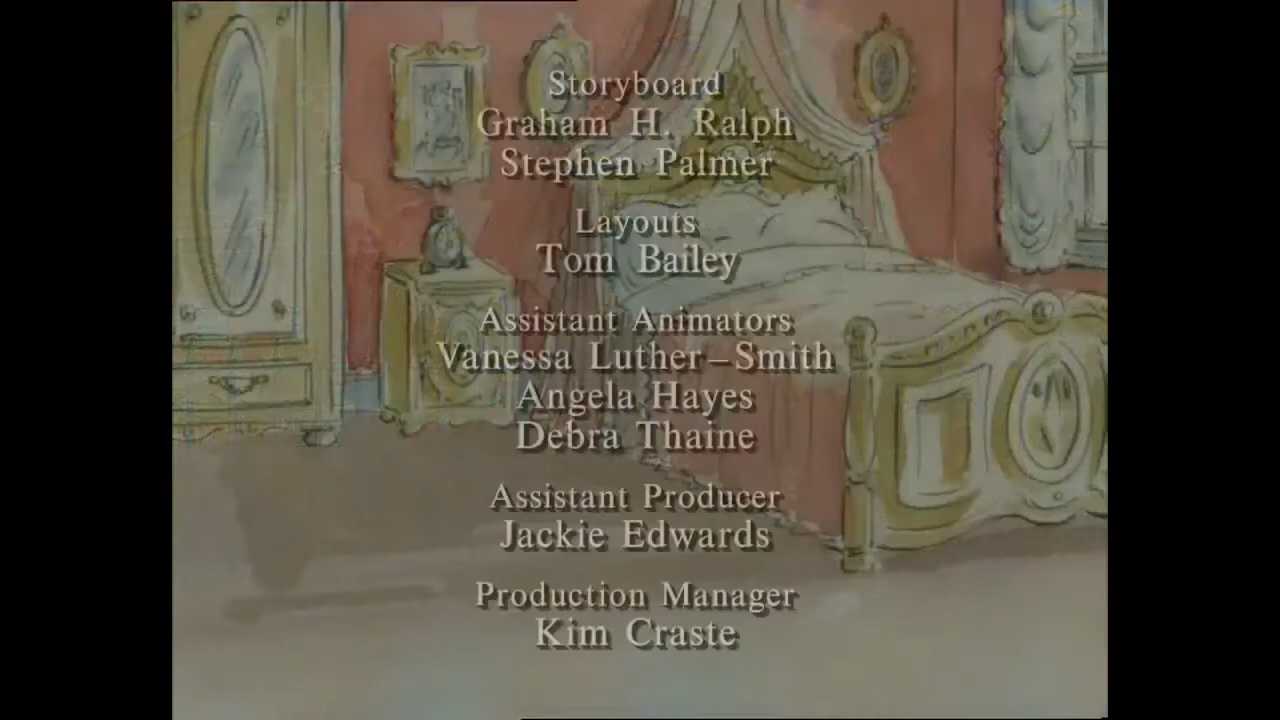 Storyboard
Graham H. Ralph
Stephen Palmer
Layouts
Tom Bailey
Assistant Animators
Vanessa Luther–Smith
Angela Hayes
Debra Thaine
Assistant Producer
Jackie Edwards
Production Manager
Kim Craste